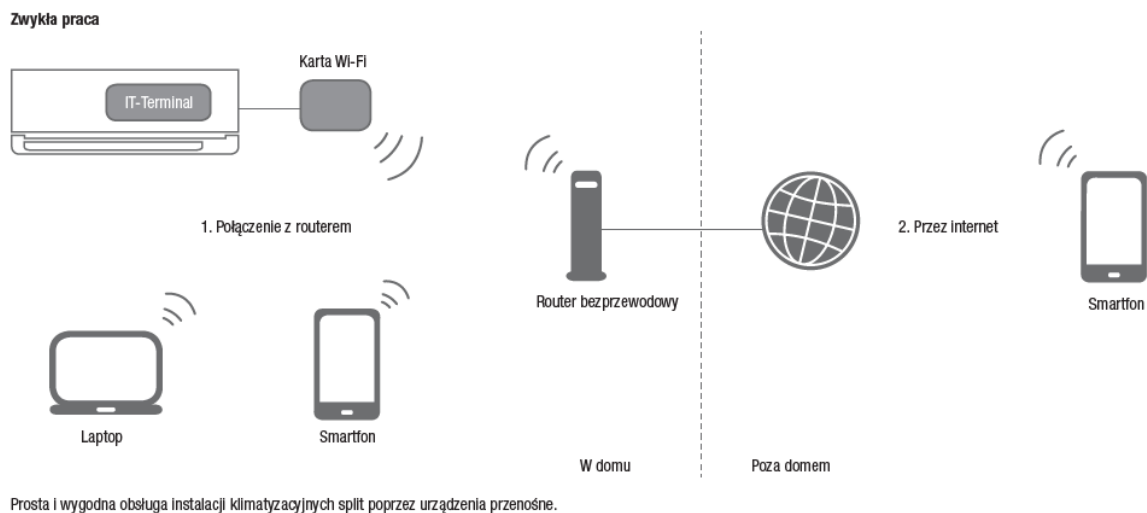 Zwykła praca
Karta Wi-Fi
IT-Terminal
1. Połączenie z routerem
2. Przez internet
Router bezprzewodowy
Smartfon
Laptop
Smartfon
W domu
Poza domem
Prosta i wygodna obsługa instalacji klimatyzacyjnych split poprzez urządzenia przenośne.